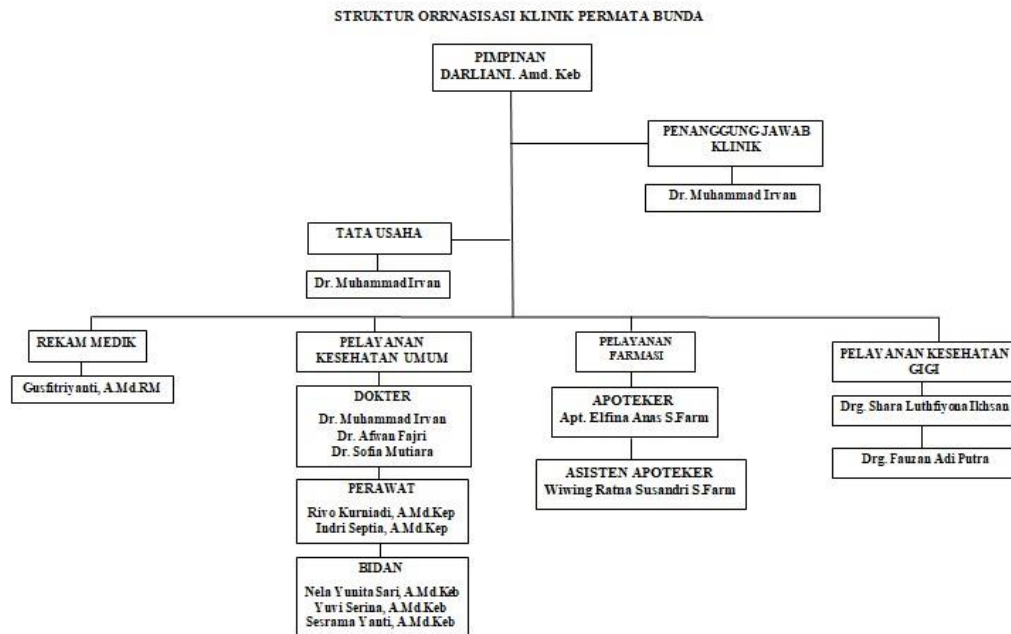 STRUKTUR ORRNASISASI KLINIK PERMATA BUNDA
PIMPINAN
DARLIANI. Amd. Keb
PENANGGUNG JAWAB
KLINIK
Dr. Muhammad Irvan
TATA USAHA
Dr. Muhammad Irvan
REKAM MEDIK
Gusfitriyanti, A.Md.RM
PELAYANAN
KESEHATAN UMUM
DOKTER
Dr. Muhammad Irvan
Dr. Afwan Fajri
Dr. Sofia Mutiara
PERAWAT
Rivo Kurniadi, A.Md.Kep
Indri Septia, A.Md.Kep
BIDAN
Nela Yunita Sari, A.Md.Keb
Yuvi Serina, A.Md.Keb
Sesrama Yanti, A.Md.Keb
PELAYANAN
FARMASI
APOTEKER
Apt. Elfina Anas S.Farm
ASISTEN APOTEKER
Wiwing Ratna Susandri S.Farm
PELAYANAN KESEHATAN
GIGI
Drg. Shara Luthfiyona Ikhsan
Drg. Fauzan Adi Putra